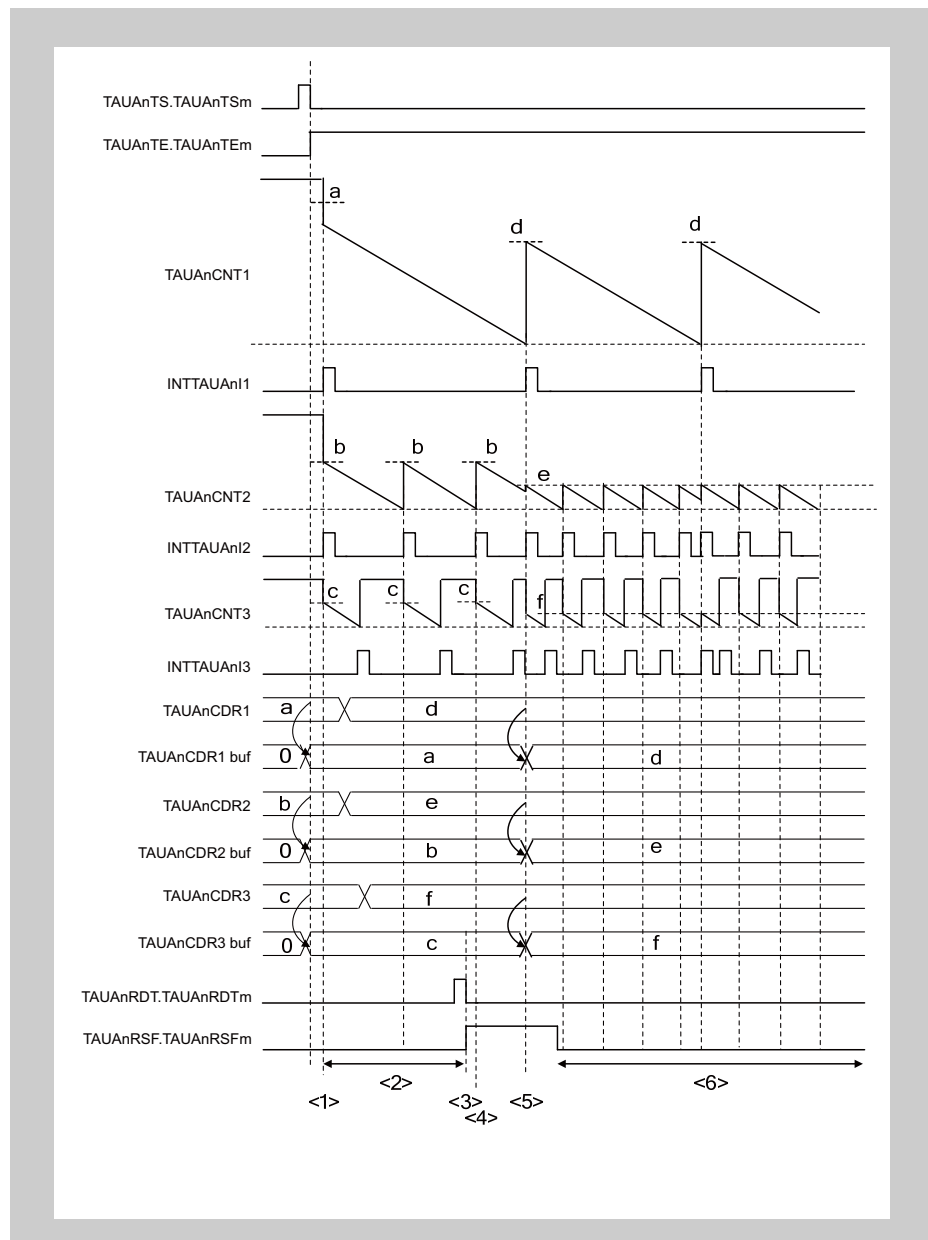 TAUAnTS.TAUAnTSm
TAUAnTE.TAUAnTEm
a
d
d
TAUAnCNT1
INTTAUAnI1
b
b
b
e
TAUAnCNT2
INTTAUAnI2
c
c
c
f
TAUAnCNT3
INTTAUAnI3
TAUAnCDR1
a
d
TAUAnCDR1 buf
0
a
d
TAUAnCDR2
b
e
TAUAnCDR2 buf
0
b
e
TAUAnCDR3
c
f
TAUAnCDR3 buf
0
c
f
TAUAnRDT.TAUAnRDTm
TAUAnRSF.TAUAnRSFm
<2>
<6>
<1>
<3>
<5>
<4>